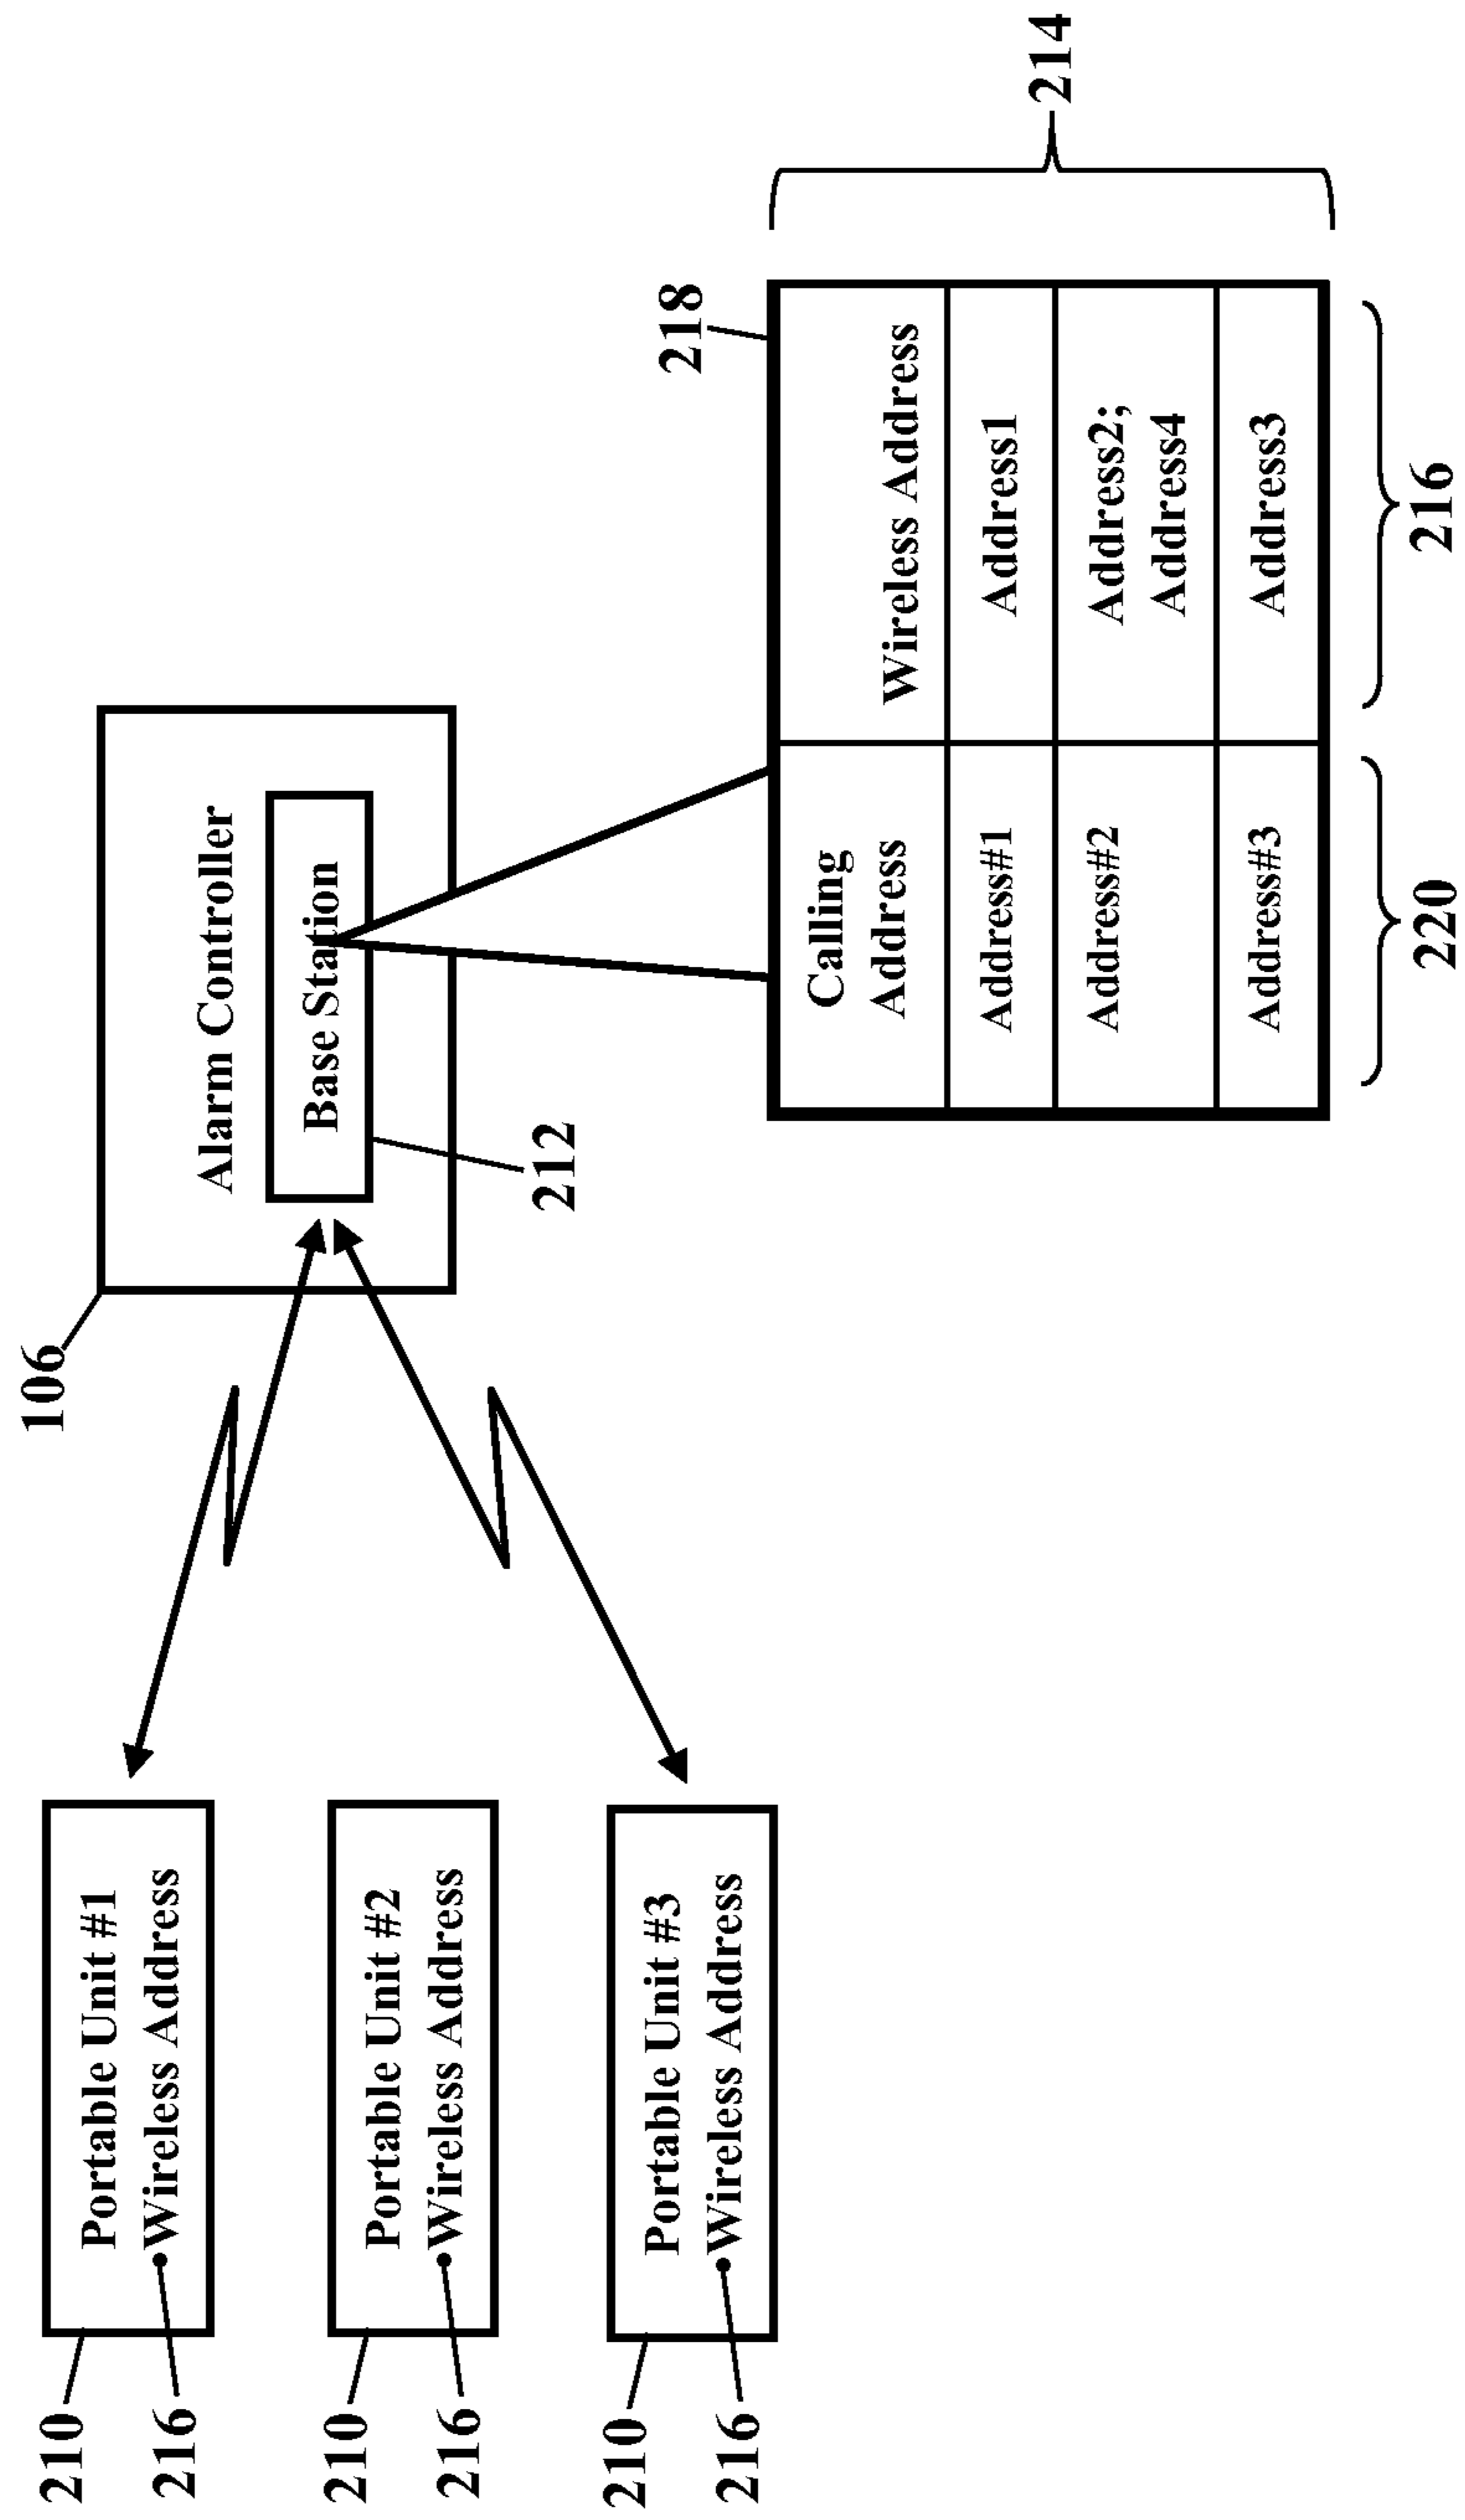 210
Portable Unit #1
Wireless Address
216
210
Portable Unit #2
Wireless Address
216
210
Portable Unit #3
Wireless Address
216
106
Alarm Controller
Base Station
212
218
Calling Address
Wireless Address
Address#1
Address1
Address#2
Address2;
Address4
Address#3
Address3
214
220
216